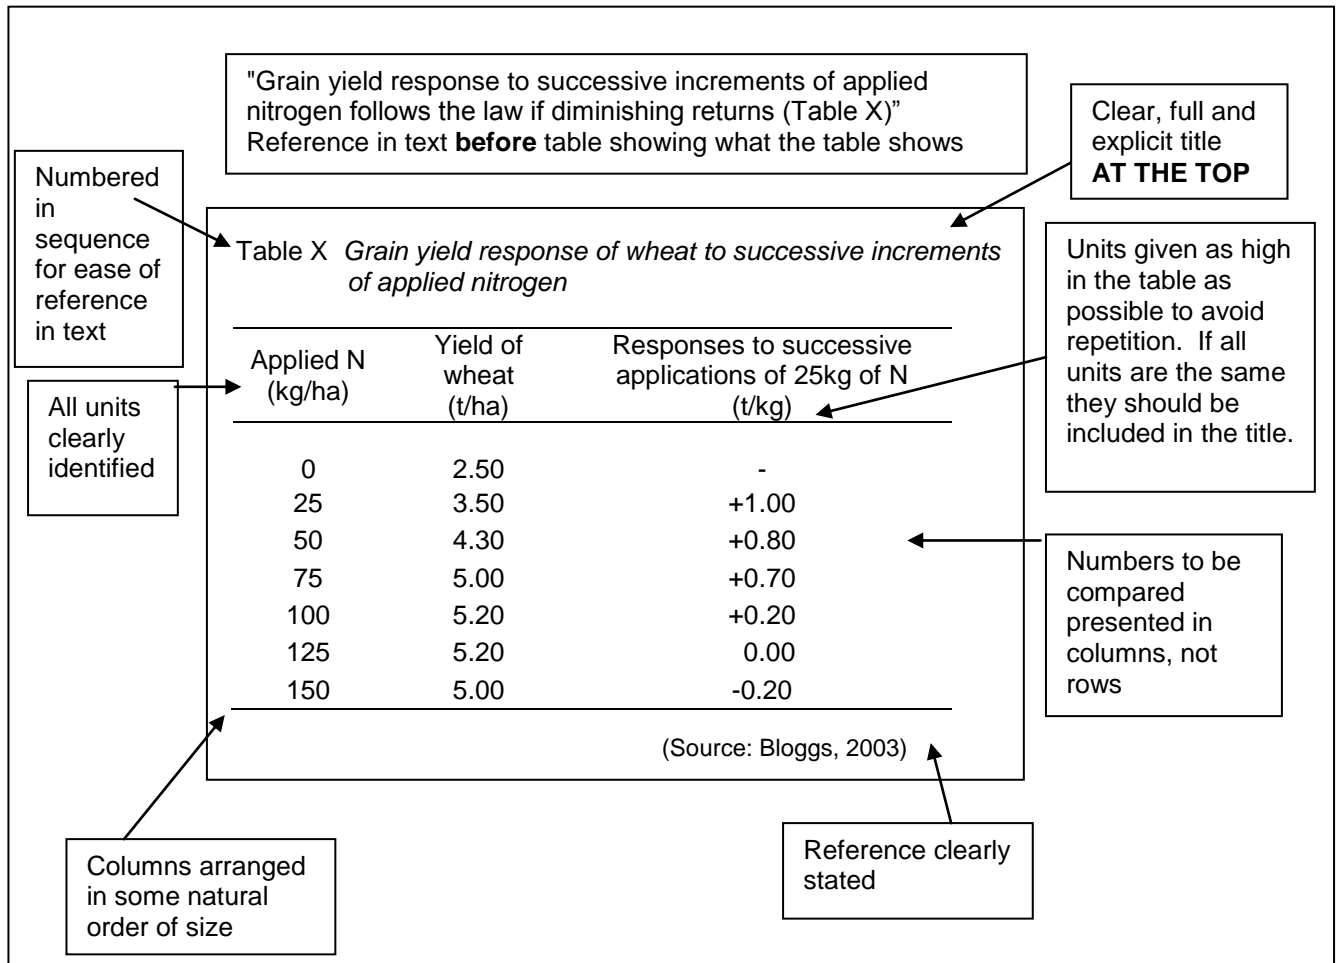 "Grain yield response to successive increments of applied
nitrogen follows the law if diminishing returns (Table X)”
Reference in text before table showing what the table shows
Clear, full and
explicit title
AT THE TOP
Numbered
in
sequence
for ease of
reference
in text
Table X Grain yield response of wheat to successive increments
of applied nitrogen
Units given as high
in the table as
possible to avoid
repetition. If all
units are the same
they should be
included in the title.
All units
clearly
identified
Applied N
(kg/ha)
Yield of
wheat
(t/ha)
Responses to successive
applications of 25kg of N
(t/kg)
0 2.50 -
25 3.50 +1.00
50 4.30 +0.80
75 5.00 +0.70
100 5.20 +0.20
125 5.20 0.00
150 5.00 -0.20
Numbers to be
compared
presented in
columns, not
rows
(Source: Bloggs, 2003)
Columns arranged
in some natural
order of size
Reference clearly
stated